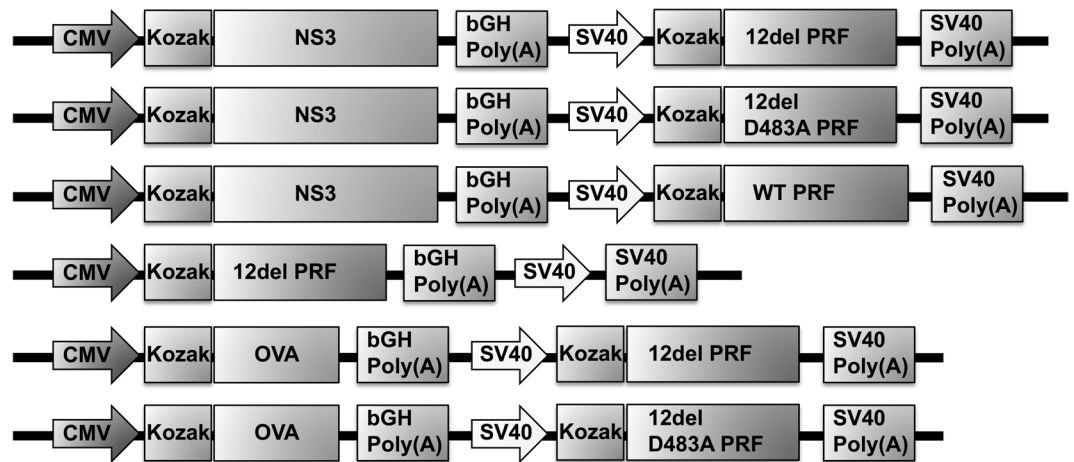 CMV Kozak NS3 bGH Poly(A) SV40 Kozak 12del PRF SV40 Poly(A)
CMV Kozak NS3 bGH Poly(A) SV40 Kozak 12del D483A PRF SV40 Poly(A)
CMV Kozak NS3 bGH Poly(A) SV40 Kozak WT PRF SV40 Poly(A)
CMV Kozak 12del PRF bGH Poly(A) SV40 SV40 Poly(A)
CMV Kozak OVA bGH Poly(A) SV40 Kozak 12del PRF SV40 Poly(A)
CMV Kozak OVA bGH Poly(A) SV40 Kozak 12del D483A PRF SV40 Poly(A)